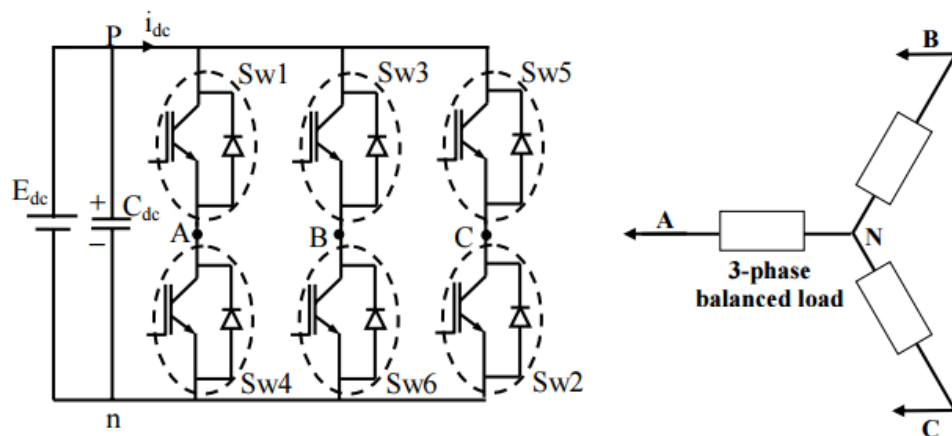 P
i_dc
Sw1
Sw3
Sw5
B
E_dc
+
C_dc
−
A
B
C
A
N
3-phase
balanced load
Sw4
Sw6
Sw2
n
C